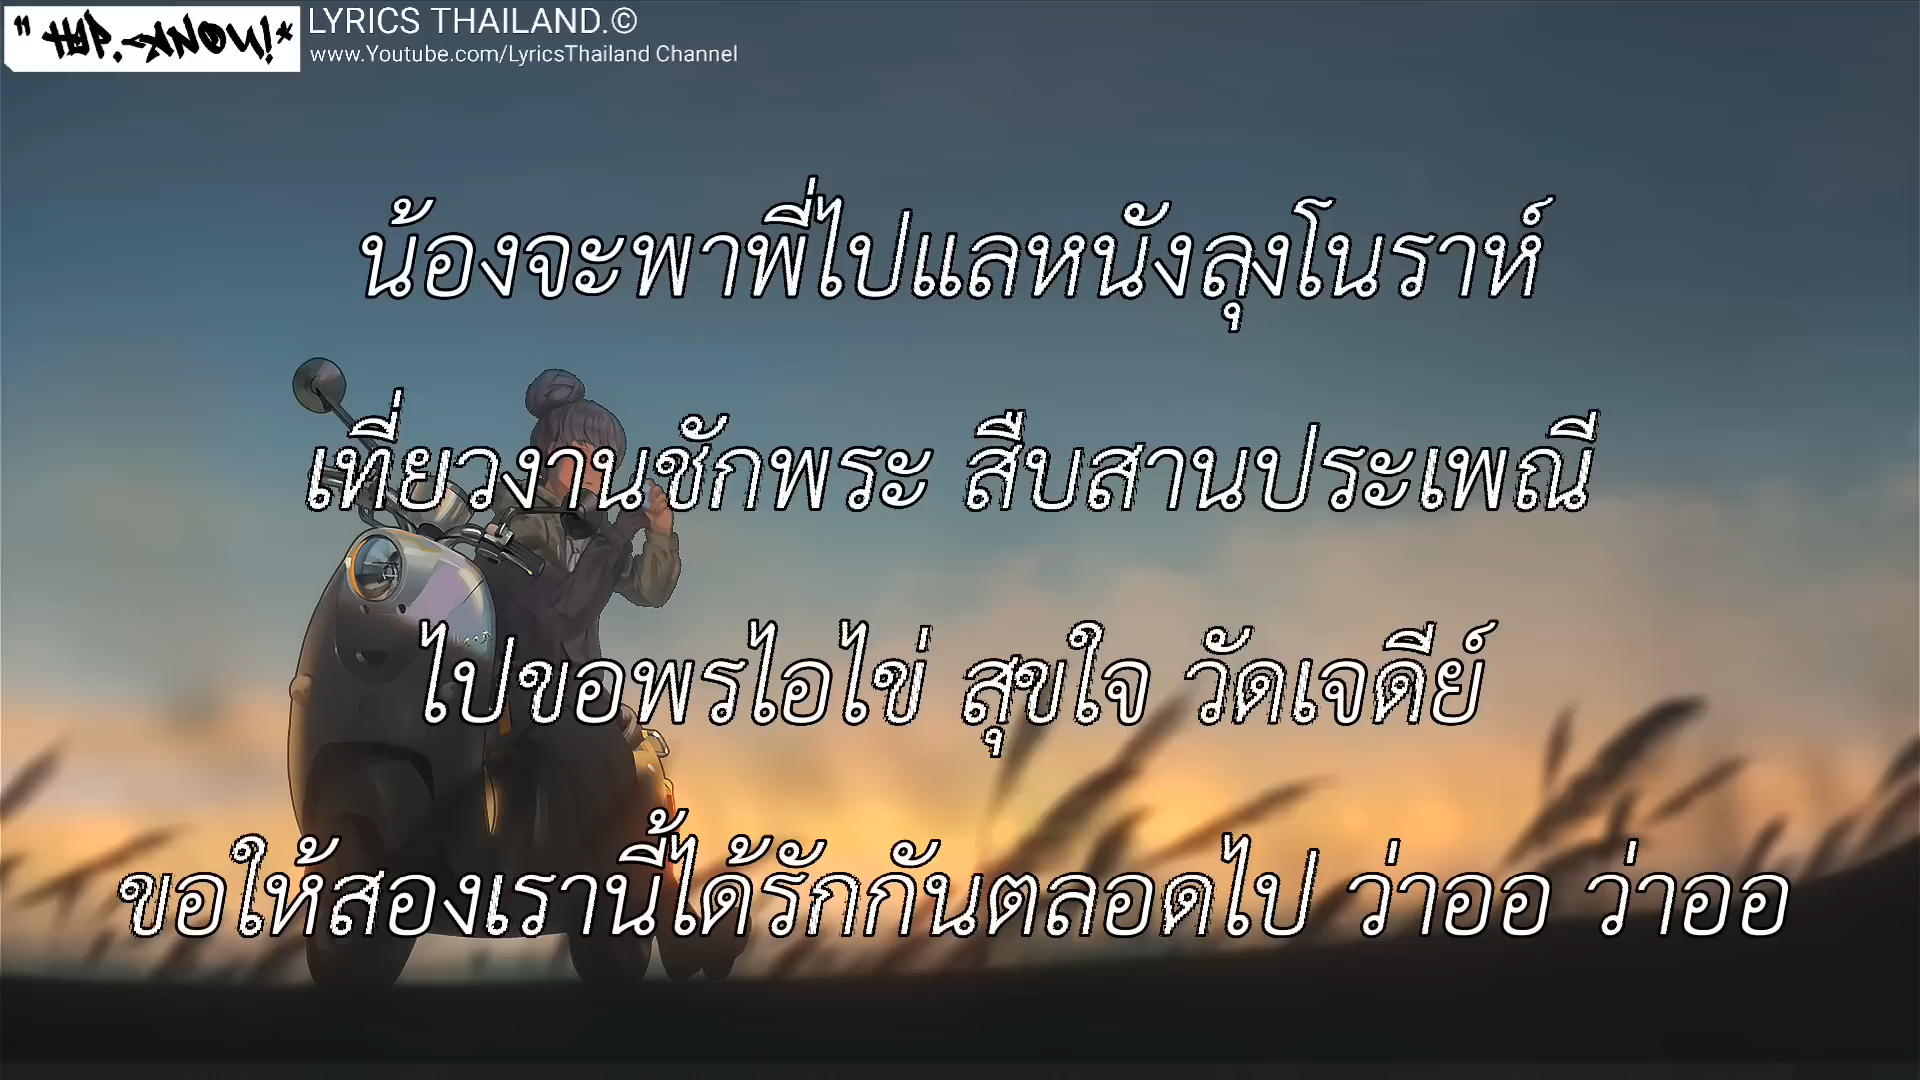 "HIP.KNOW!*
LYRICS THAILAND.©
www.Youtube.com/LyricsThailand Channel
น้องจะพาพี่ไปแลหนังลุงโนราห์
เที่ยวงานชักพระ สืบสานประเพณี
ไปขอพรไอไข่ สุขใจ วัดเจดีย์
ขอให้สองเรานี้ได้รักกันตลอดไป ว่าออ ว่าออ